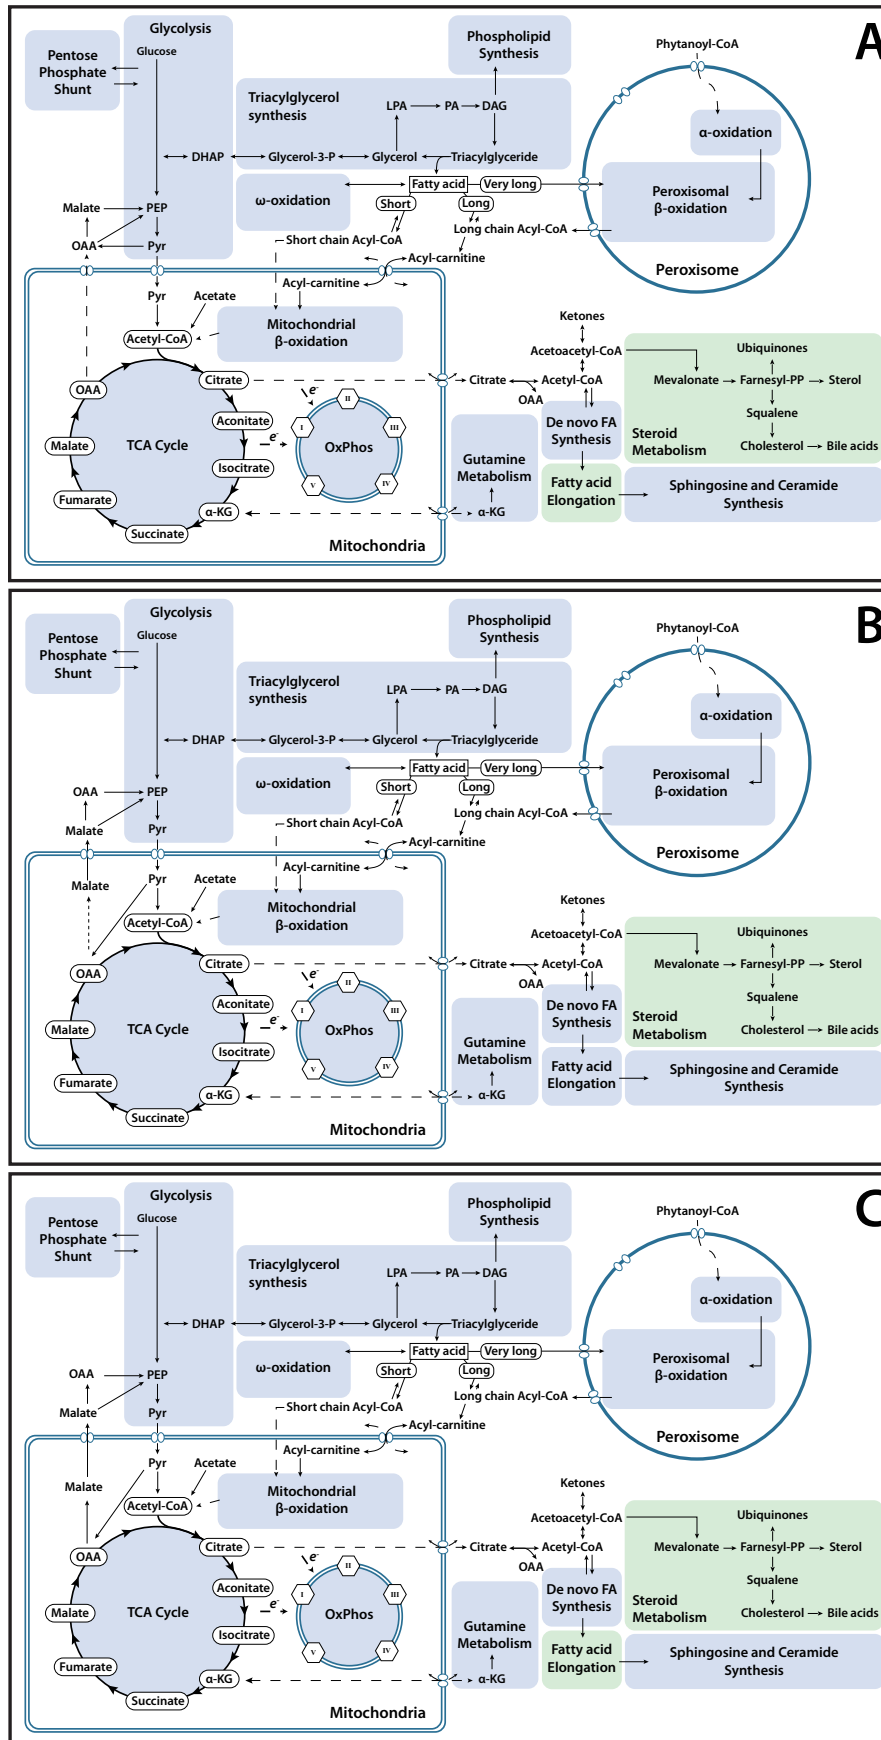 A
Glycolysis
Glucose
Pentose
Phosphate
Shunt
Phospholipid
Synthesis
Phytanoyl-CoA
Triacylglycerol
synthesis
LPA
PA
DAG
DHAP
Glycerol-3-P
Glycerol
Triacylglyceride
α-oxidation
ω-oxidation
Fatty acid
Very long
Short
Long
Peroxisomal
β-oxidation
Malate
PEP
OAA
Pyr
Short chain Acyl-CoA
Long chain Acyl-CoA
Acyl-carnitine
Peroxisome
Pyr
Acetate
Acyl-carnitine
Acetyl-CoA
Mitochondrial
β-oxidation
Ketones
Acetoacetyl-CoA
Ubiquinones
OAA
Citrate
e-
Citrate
Acetyl-CoA
OAA
Mevalonate
Farnesyl-PP
Sterol
Aconitate
I
II
III
IV
V
OxPhos
De novo FA
Synthesis
Steroid
Metabolism
Squalene
Cholesterol
Bile acids
Malate
TCA Cycle
e-
Isocitrate
Gutamine
Metabolism
α-KG
Fatty acid
Elongation
Sphingosine and Ceramide
Synthesis
Fumarate
α-KG
Succinate
Mitochondria
B
Glycolysis
Glucose
Pentose
Phosphate
Shunt
Phospholipid
Synthesis
Phytanoyl-CoA
Triacylglycerol
synthesis
LPA
PA
DAG
DHAP
Glycerol-3-P
Glycerol
Triacylglyceride
α-oxidation
ω-oxidation
Fatty acid
Very long
Short
Long
Peroxisomal
β-oxidation
OAA
PEP
Malate
Pyr
Short chain Acyl-CoA
Long chain Acyl-CoA
Acyl-carnitine
Peroxisome
Malate
Pyr
Acetate
Acyl-carnitine
Acetyl-CoA
Mitochondrial
β-oxidation
Ketones
Acetoacetyl-CoA
Ubiquinones
OAA
Citrate
e-
Citrate
Acetyl-CoA
OAA
Mevalonate
Farnesyl-PP
Sterol
Aconitate
I
II
III
IV
V
OxPhos
De novo FA
Synthesis
Steroid
Metabolism
Squalene
Cholesterol
Bile acids
Malate
TCA Cycle
e-
Isocitrate
Gutamine
Metabolism
α-KG
Fatty acid
Elongation
Sphingosine and Ceramide
Synthesis
Fumarate
α-KG
Succinate
Mitochondria
C
Glycolysis
Glucose
Pentose
Phosphate
Shunt
Phospholipid
Synthesis
Phytanoyl-CoA
Triacylglycerol
synthesis
LPA
PA
DAG
DHAP
Glycerol-3-P
Glycerol
Triacylglyceride
α-oxidation
ω-oxidation
Fatty acid
Very long
Short
Long
Peroxisomal
β-oxidation
OAA
PEP
Malate
Pyr
Short chain Acyl-CoA
Long chain Acyl-CoA
Acyl-carnitine
Peroxisome
Malate
Pyr
Acetate
Acyl-carnitine
Acetyl-CoA
Mitochondrial
β-oxidation
Ketones
Acetoacetyl-CoA
Ubiquinones
OAA
Citrate
e-
Citrate
Acetyl-CoA
OAA
Mevalonate
Farnesyl-PP
Sterol
Aconitate
I
II
III
IV
V
OxPhos
De novo FA
Synthesis
Steroid
Metabolism
Squalene
Cholesterol
Bile acids
Malate
TCA Cycle
e-
Isocitrate
Gutamine
Metabolism
α-KG
Fatty acid
Elongation
Sphingosine and Ceramide
Synthesis
Fumarate
α-KG
Succinate
Mitochondria